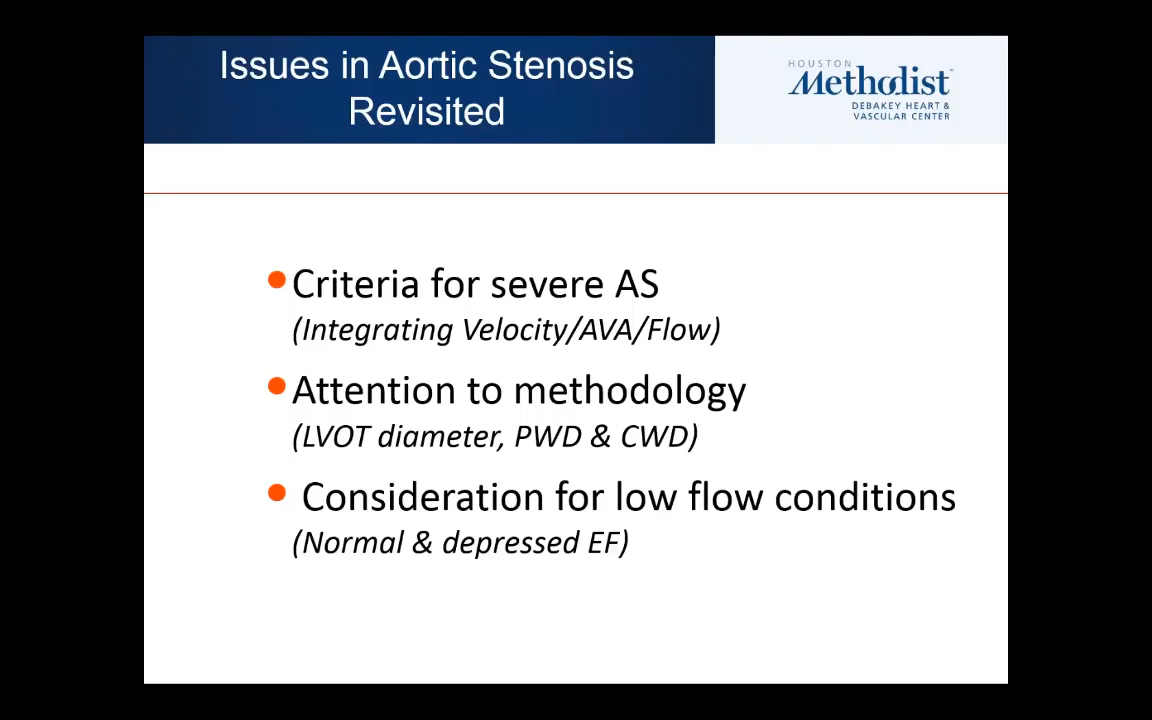 Issues in Aortic Stenosis
Revisited
HOUSTON
Methodist
DEBAKEY HEART &
VASCULAR CENTER
•Criteria for severe AS
(Integrating Velocity/AVA/Flow)
•Attention to methodology
(LVOT diameter, PWD & CWD)
• Consideration for low flow conditions
(Normal & depressed EF)